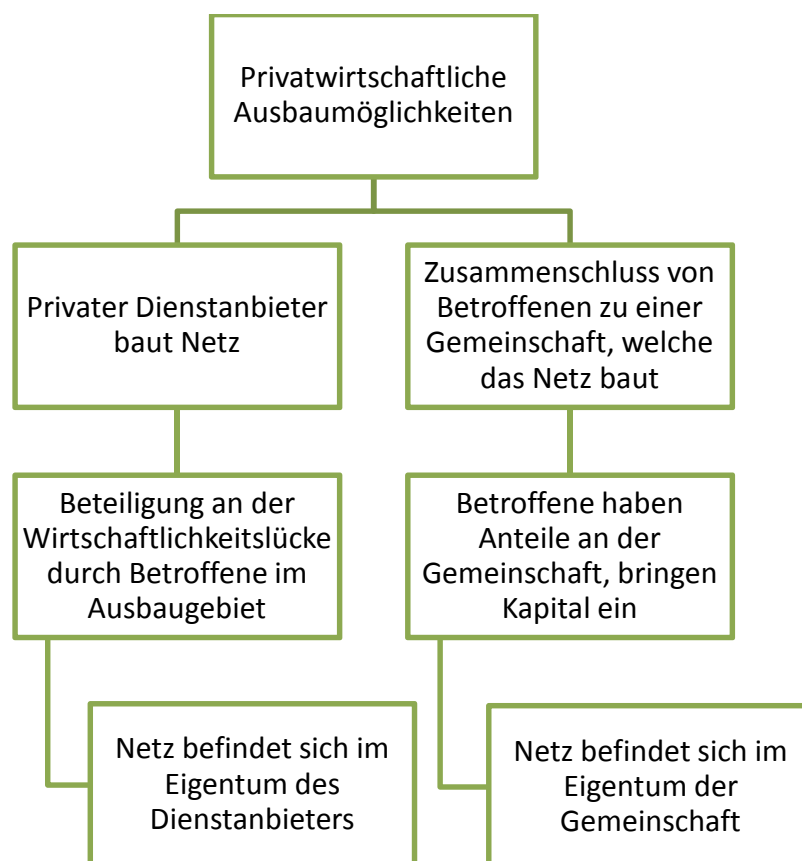 Privatwirtschaftliche
Ausbaumöglichkeiten
Privater Dienstanbieter
baut Netz
Zusammenschluss von
Betroffenen zu einer
Gemeinschaft, welche
das Netz baut
Beteiligung an der
Wirtschaftlichkeitslücke
durch Betroffene im
Ausbaugebiet
Betroffene haben
Anteile an der
Gemeinschaft, bringen
Kapital ein
Netz befindet sich im
Eigentum des
Dienstanbieters
Netz befindet sich im
Eigentum der
Gemeinschaft